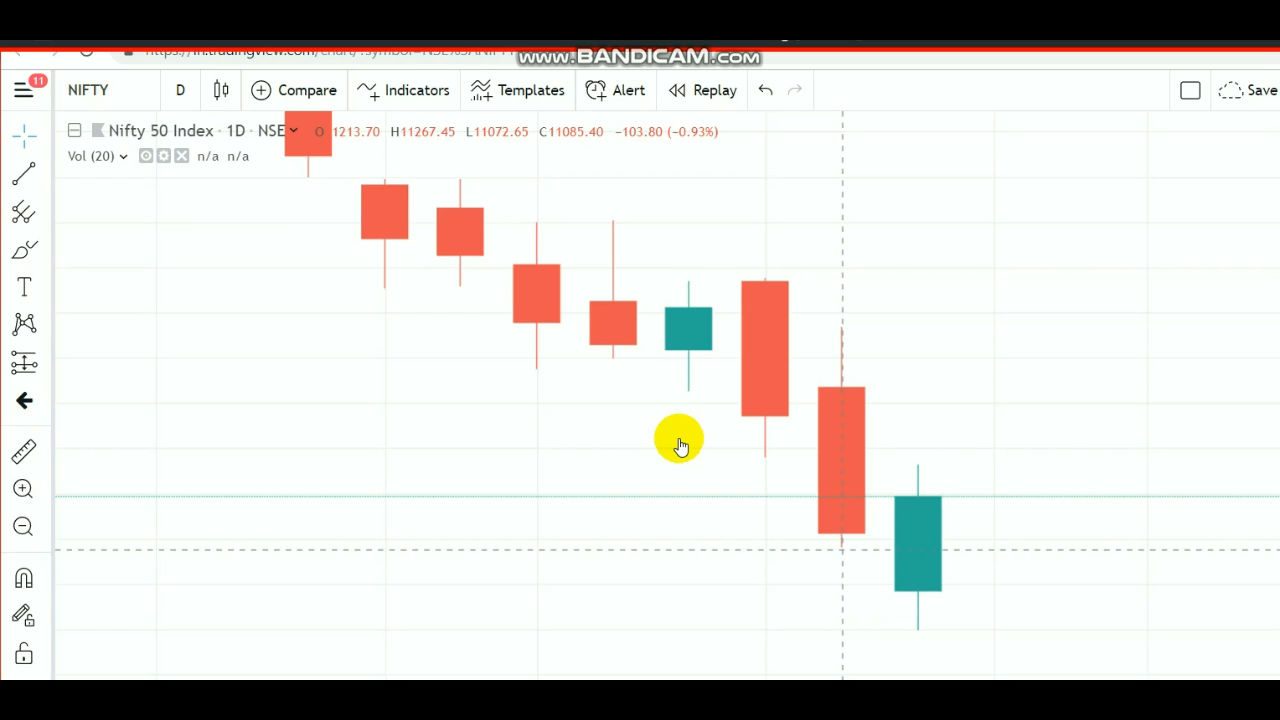 www.BANDICAM.com
11
NIFTY
D
Compare
Indicators
Templates
Alert
Replay
Save
Nifty 50 Index · 1D · NSE
O 1213.70 H11267.45 L11072.65 C11085.40 −103.80 (−0.93%)
Vol (20)
n/a n/a
T